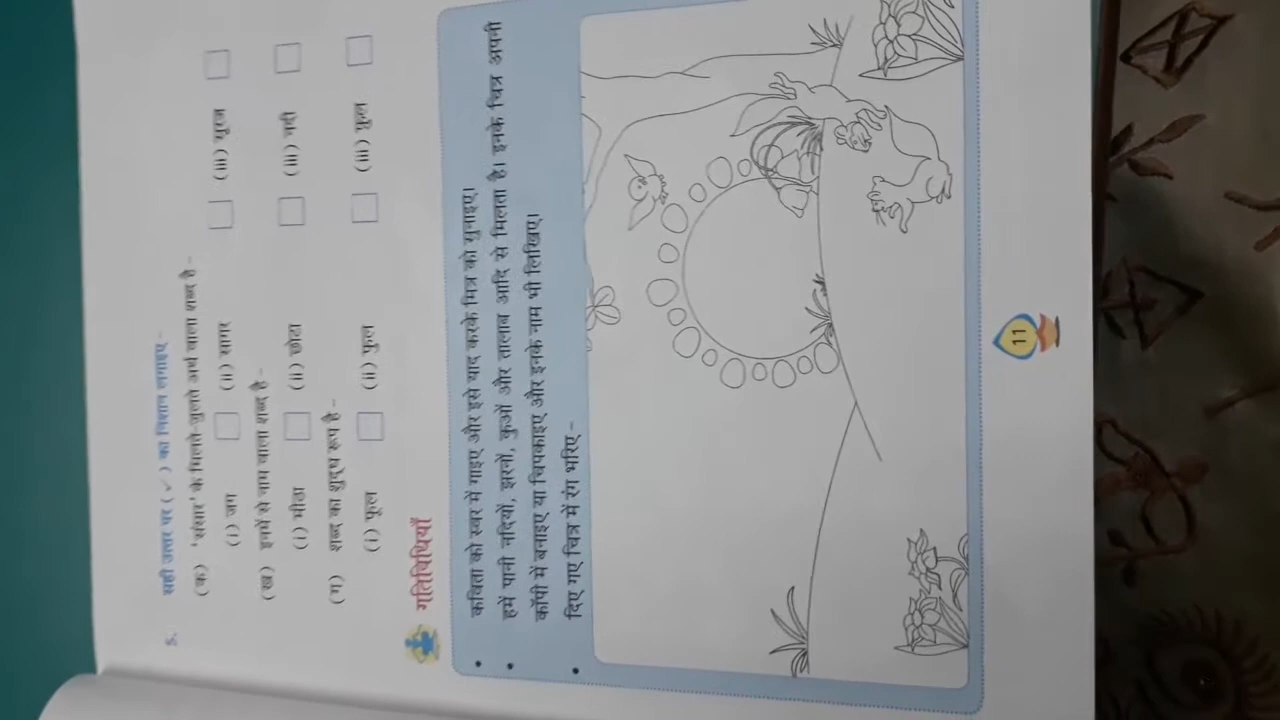 5. सही उत्तर पर ( ✓ ) का निशान लगाइए -
(क) 'संसार' के मिलते-जुलते अर्थ वाला शब्द है -
(i) जग (ii) सागर (iii)
(ख) इनमें से नाम वाला शब्द है -
(i) मीठा (ii) छोटा (iii) नदी
(ग) शब्द का शुद्ध रूप है -
(i) (ii) (iii)
गतिविधियाँ
• कविता को स्वर में गाइए और इसे याद करके मित्र को सुनाइए।
• हमें पानी नदियों, झरनों, कुओं और तालाब आदि से मिलता है। इनके चित्र अपनी
कॉपी में बनाइए या चिपकाइए और इनके नाम भी लिखिए।
• दिए गए चित्र में रंग भरिए -
11